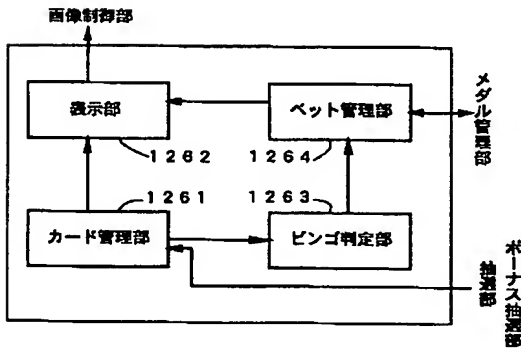 画像制御部
表示部
ベット管理部
メダル管理部
1262
1264
1261
1263
カード管理部
ビンゴ判定部
抽選部
ボーナス抽選部